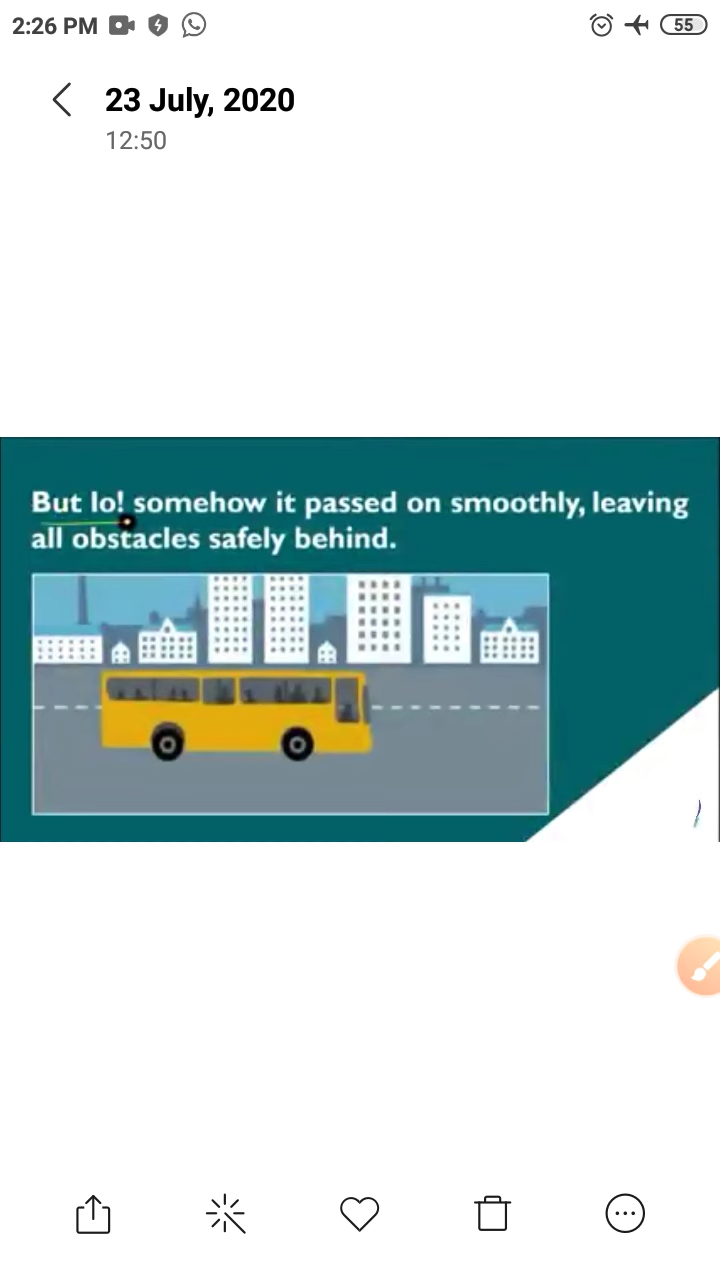 2:26 PM
55
23 July, 2020
12:50
But lo! somehow it passed on smoothly, leaving
all obstacles safely behind.